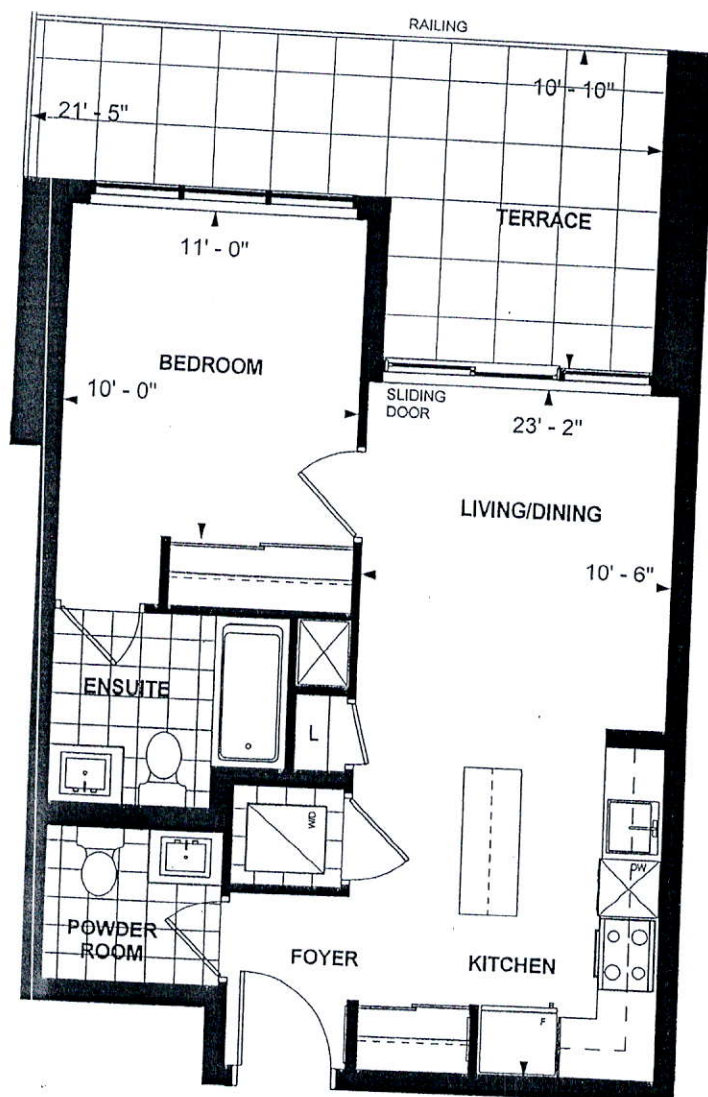 RAILING
10' - 10"
21' - 5"
TERRACE
11' - 0"
BEDROOM
10' - 0"
SLIDING
DOOR
23' - 2"
LIVING/DINING
10' - 6"
ENSUITE
L
W/D
DW
POWDER
ROOM
FOYER
KITCHEN
F